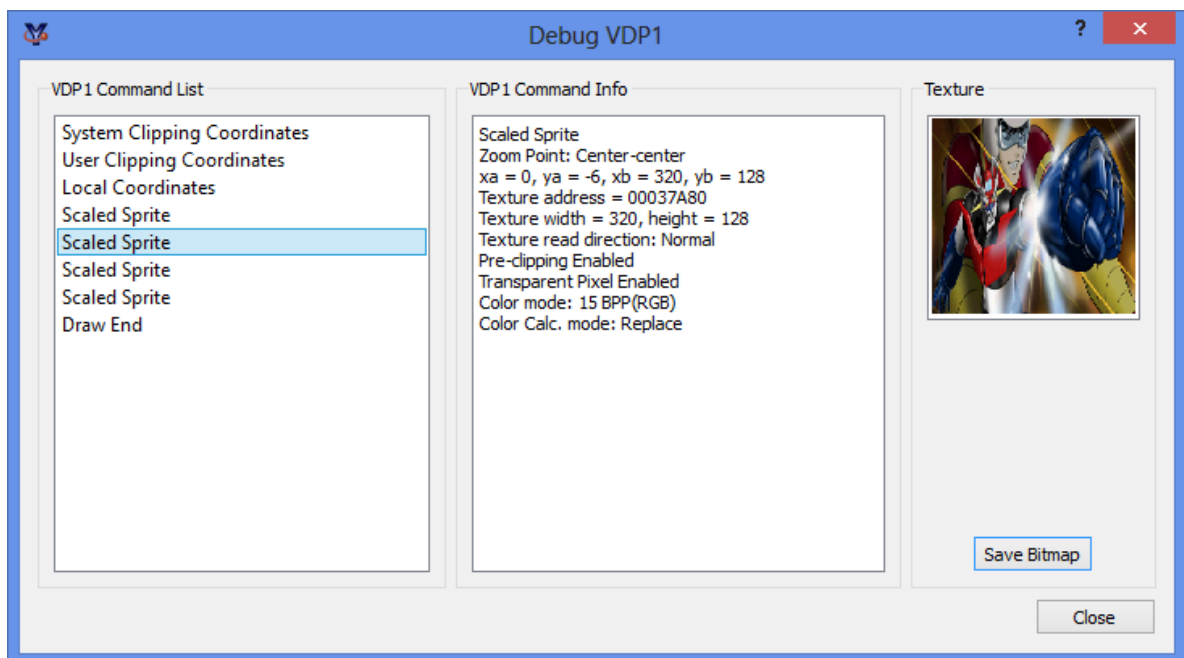 Debug VDP1
?
VDP1 Command List
System Clipping Coordinates
User Clipping Coordinates
Local Coordinates
Scaled Sprite
Scaled Sprite
Scaled Sprite
Scaled Sprite
Draw End
VDP1 Command Info
Scaled Sprite
Zoom Point: Center-center
xa = 0, ya = -6, xb = 320, yb = 128
Texture address = 00037A80
Texture width = 320, height = 128
Texture read direction: Normal
Pre-clipping Enabled
Transparent Pixel Enabled
Color mode: 15 BPP(RGB)
Color Calc. mode: Replace
Texture
Save Bitmap
Close